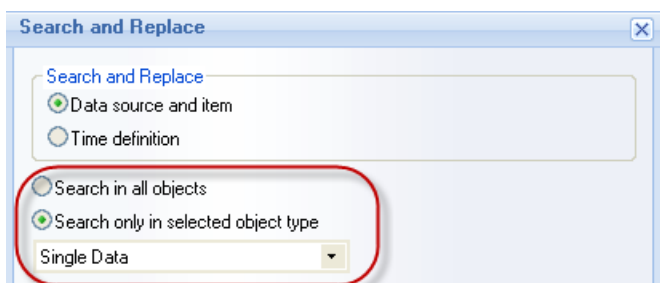 Search and Replace
Search and Replace
Data source and item
Time definition
Search in all objects
Search only in selected object type
Single Data